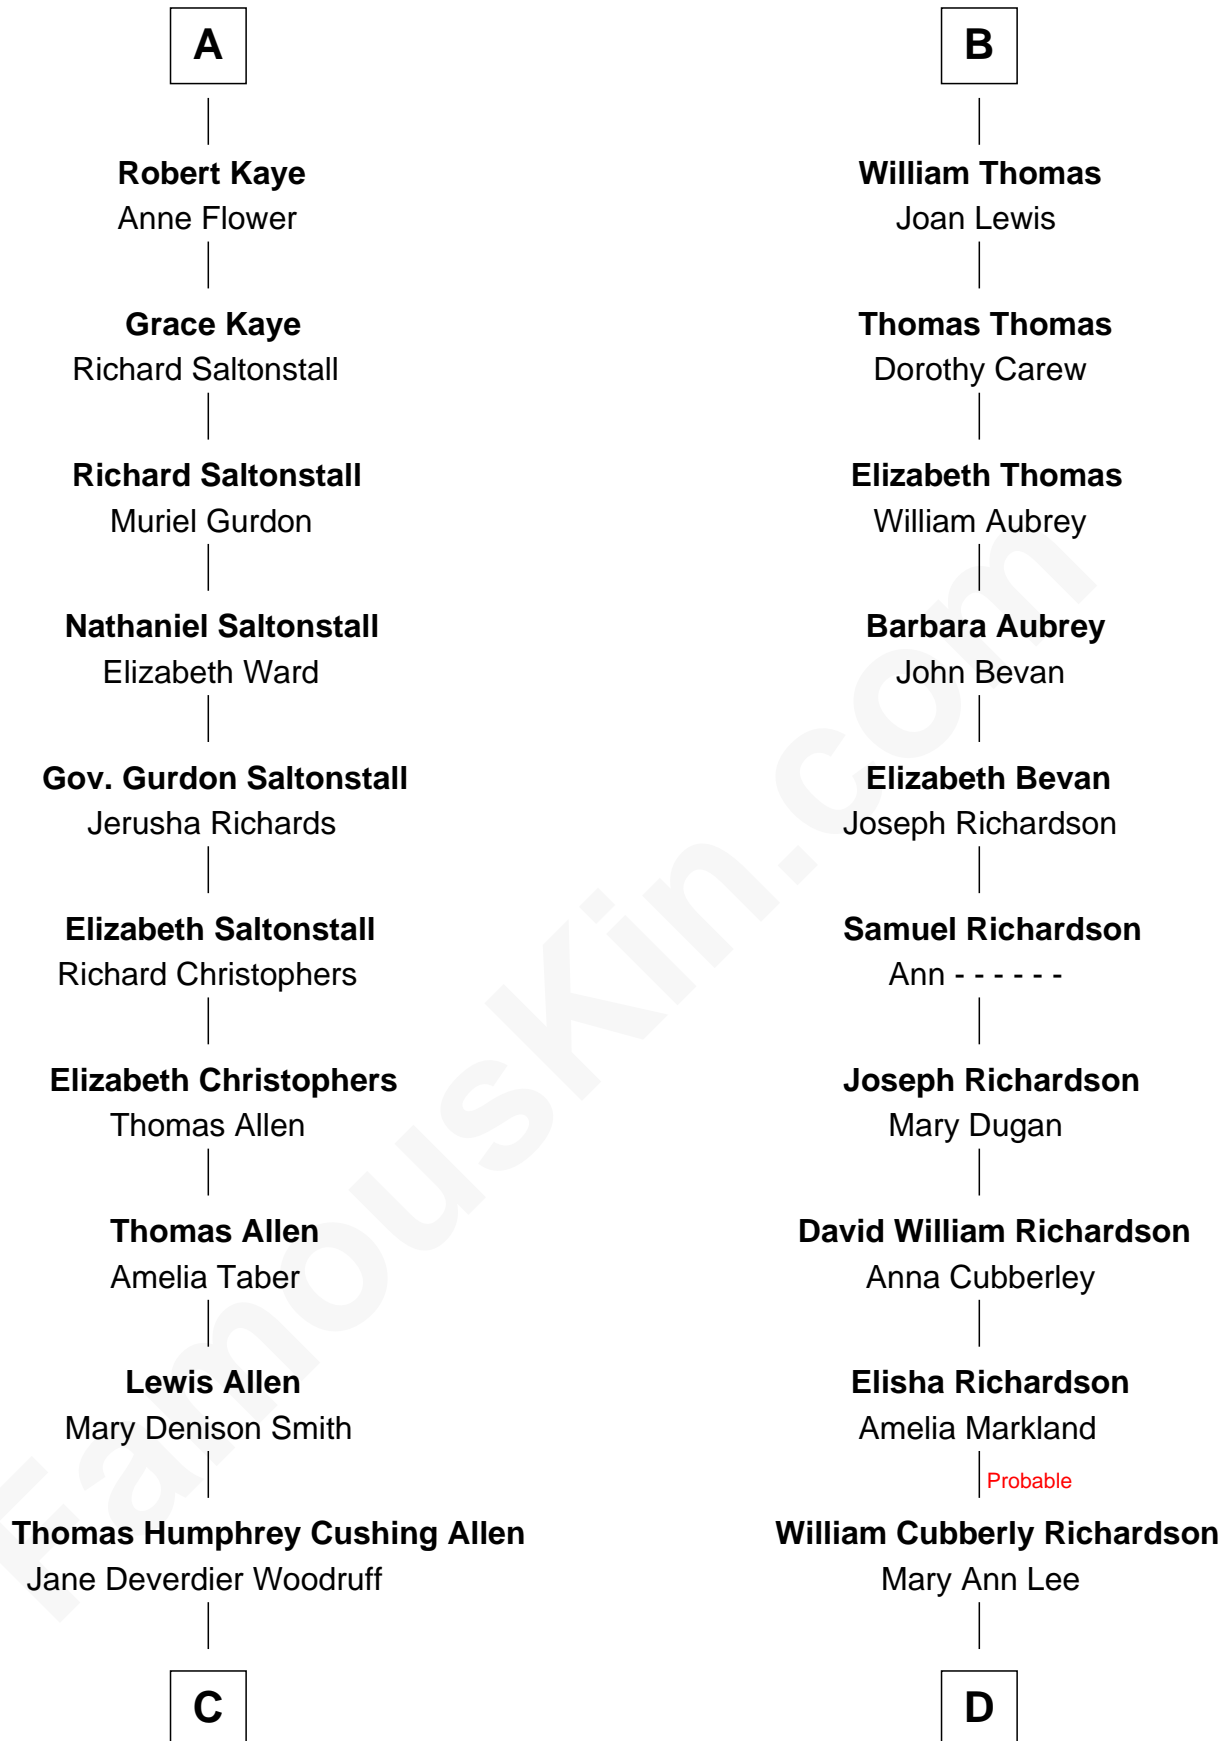 A
Robert Kaye
Anne Flower
Grace Kaye
Richard Saltonstall
Richard Saltonstall
Muriel Gurdon
Nathaniel Saltonstall
Elizabeth Ward
Gov. Gurdon Saltonstall
Jerusha Richards
Elizabeth Saltonstall
Richard Christophers
Elizabeth Christophers
Thomas Allen
Thomas Allen
Amelia Taber
Lewis Allen
Mary Denison Smith
Thomas Humphrey Cushing Allen
Jane Deverdier Woodruff
C
B
William Thomas
Joan Lewis
Thomas Thomas
Dorothy Carew
Elizabeth Thomas
William Aubrey
Barbara Aubrey
John Bevan
Elizabeth Bevan
Joseph Richardson
Samuel Richardson
Ann - - - - - -
Joseph Richardson
Mary Dugan
David William Richardson
Anna Cubberley
Elisha Richardson
Amelia Markland
Probable
William Cubberly Richardson
Mary Ann Lee
D
FamousKin.com